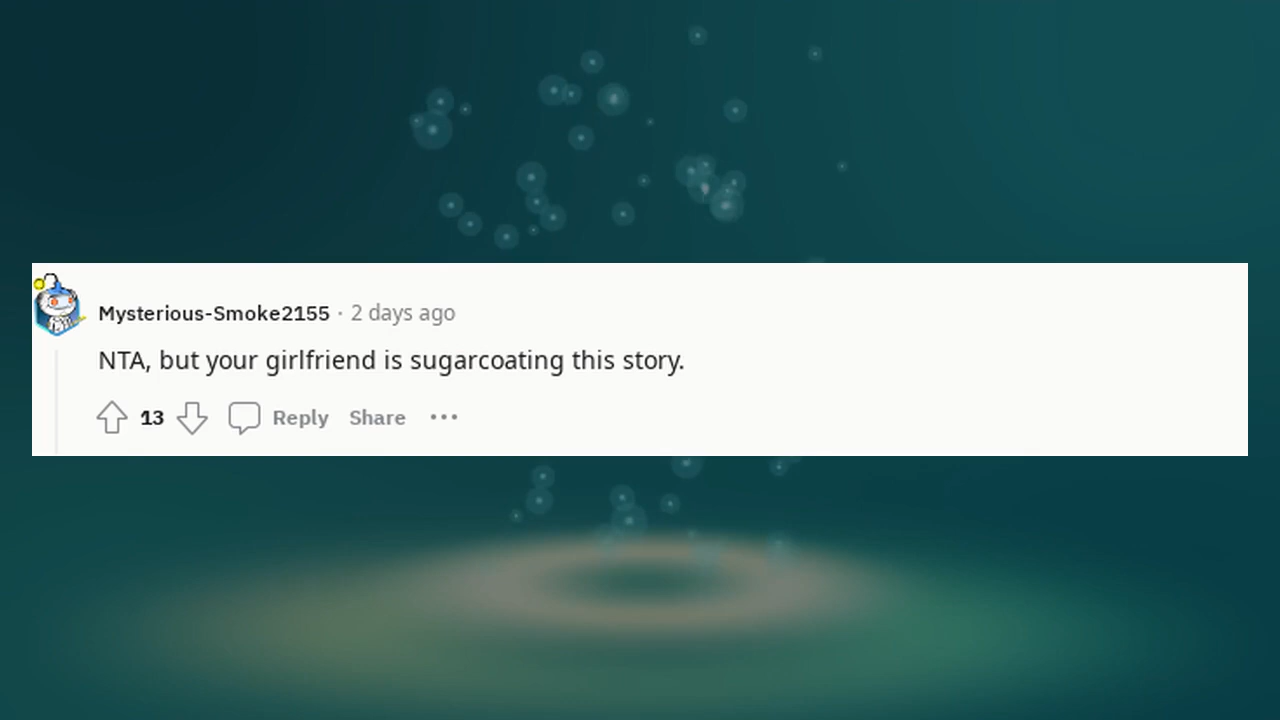 Mysterious-Smoke2155 · 2 days ago
NTA, but your girlfriend is sugarcoating this story.
13 Reply Share •••